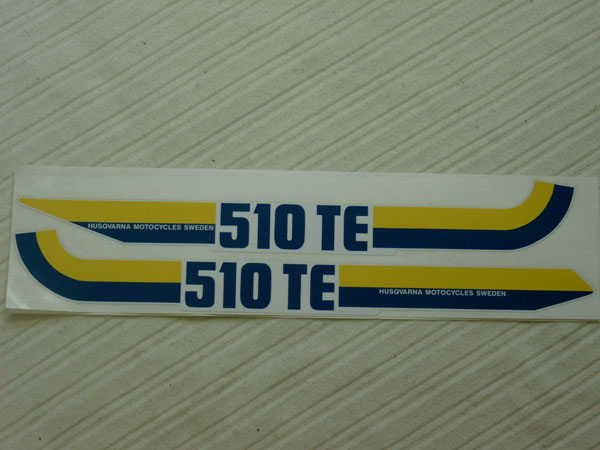 HUSQVARNA MOTOCYCLES SWEDEN 510 TE
510 TE HUSQVARNA MOTOCYCLES SWEDEN